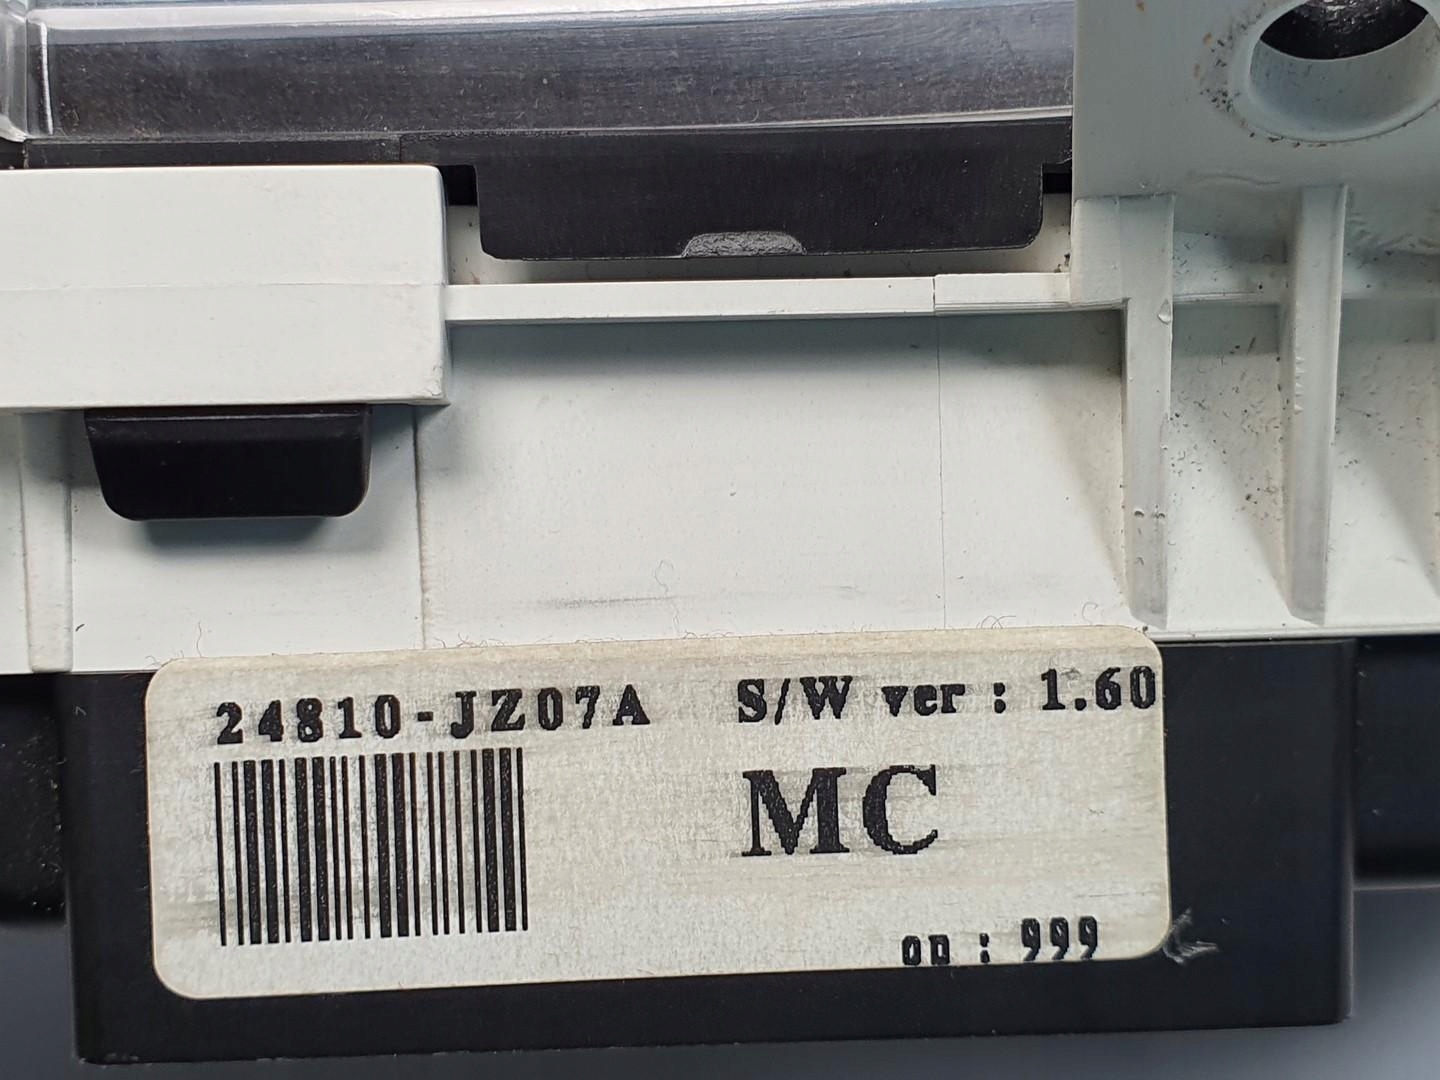 24810-JZ07A S/W ver : 1.60
MC
on : 999